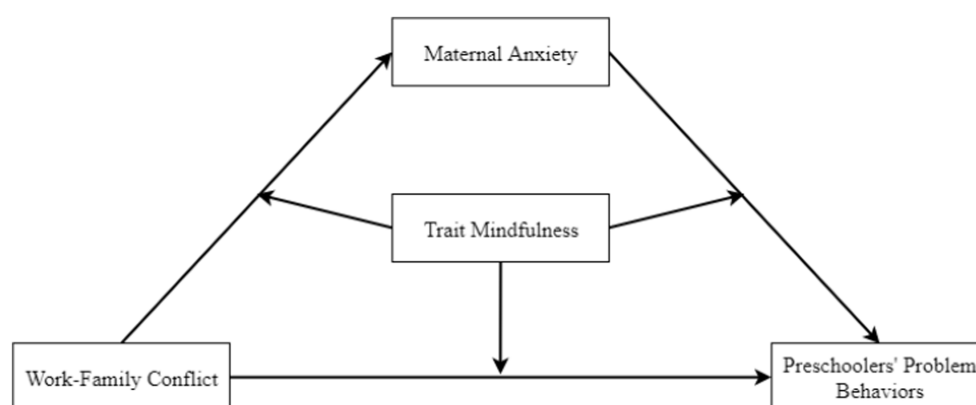 Maternal Anxiety
Trait Mindfulness
Work-Family Conflict
Preschoolers' Problem
Behaviors